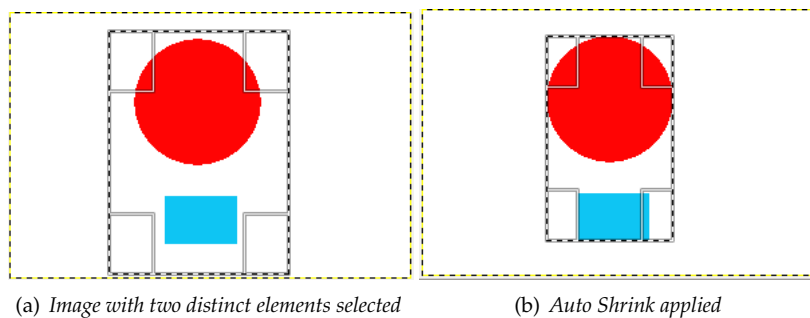 (a) Image with two distinct elements selected
(b) Auto Shrink applied